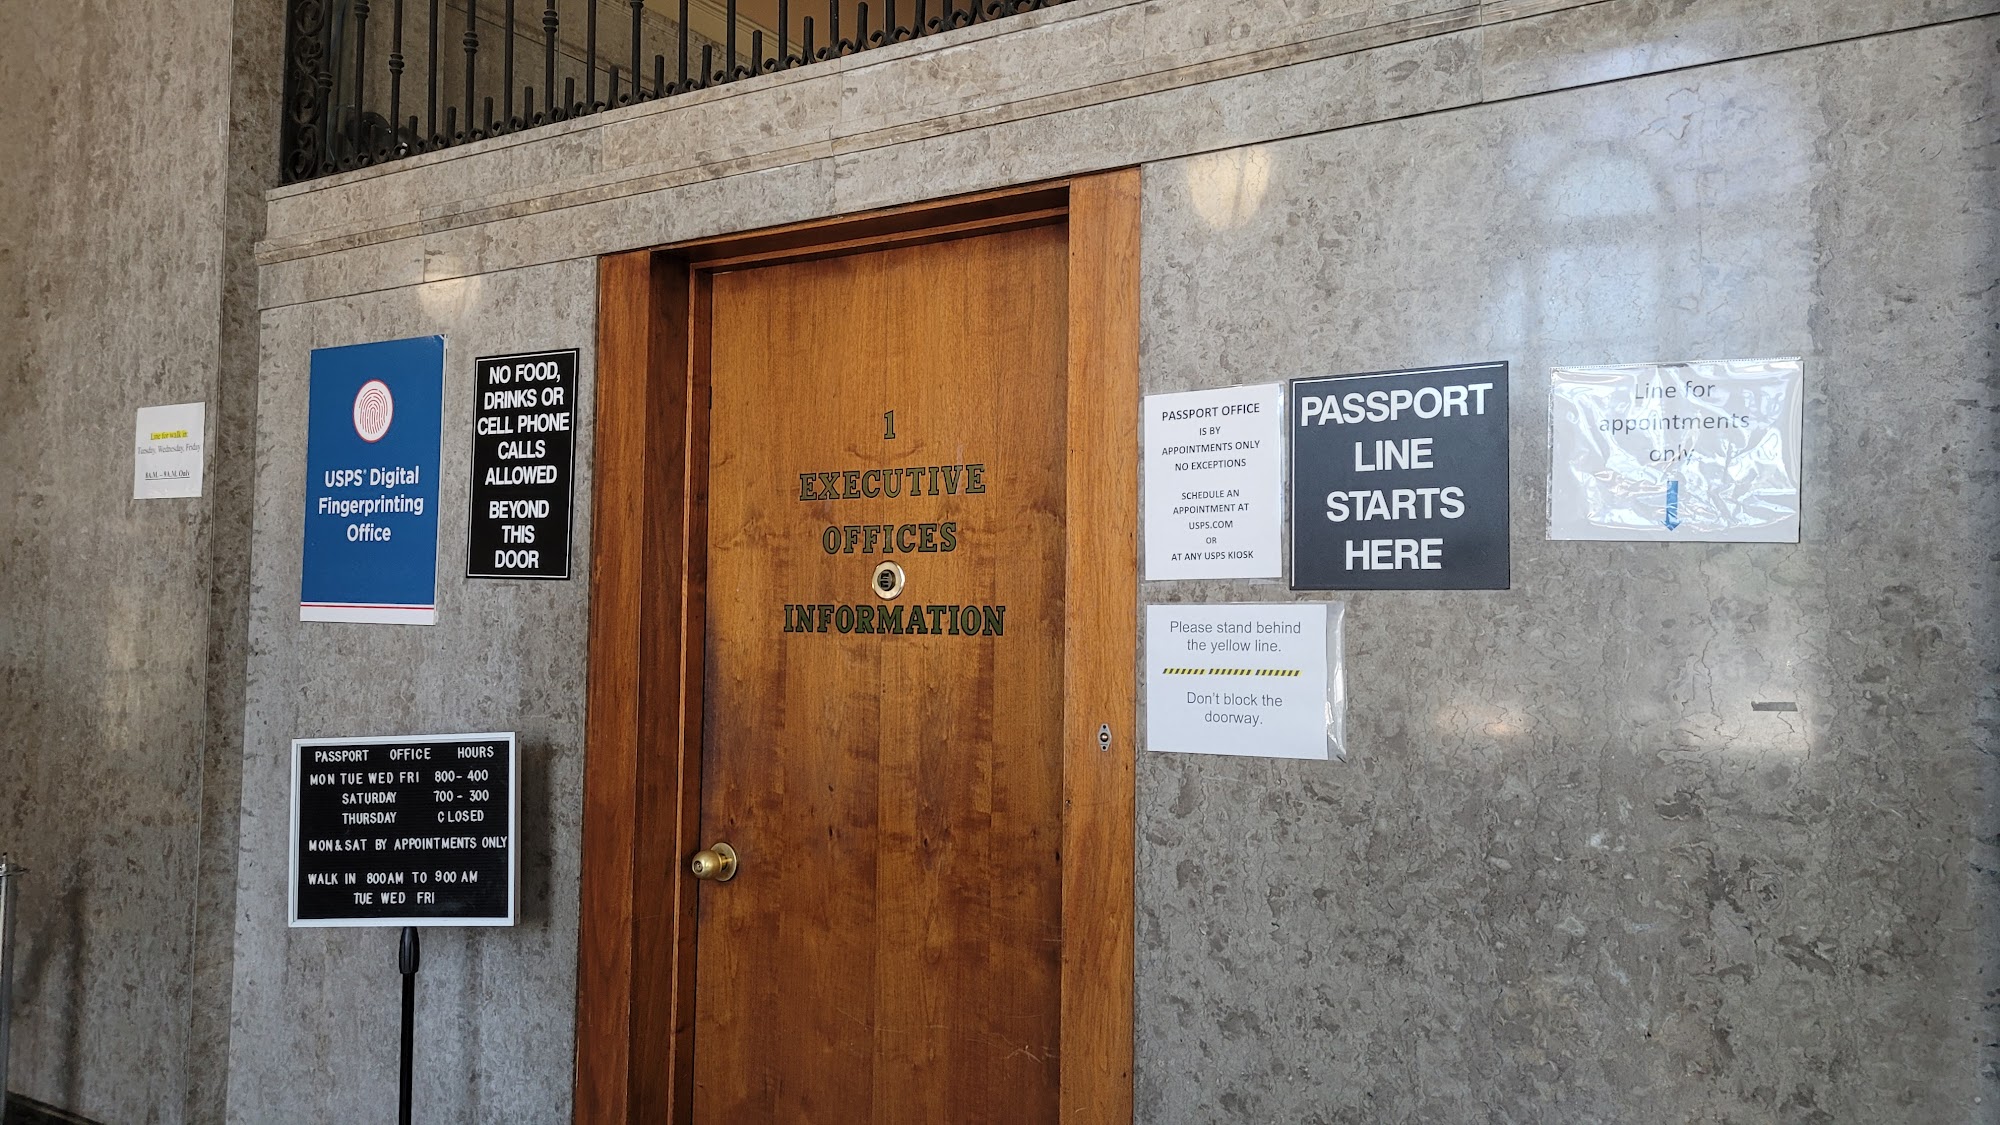 Line for walk in
Tuesday, Wednesday, Friday
8A.M. – 9A.M. Only
USPS® Digital
Fingerprinting
Office
NO FOOD,
DRINKS OR
CELL PHONE
CALLS
ALLOWED
BEYOND
THIS
DOOR
PASSPORT OFFICE HOURS
MON TUE WED FRI 800-400
SATURDAY 700-300
THURSDAY CLOSED
MON&SAT BY APPOINTMENTS ONLY
WALK IN 800AM TO 900 AM
TUE WED FRI
1
EXECUTIVE
OFFICES
INFORMATION
PASSPORT OFFICE
IS BY
APPOINTMENTS ONLY
NO EXCEPTIONS
SCHEDULE AN
APPOINTMENT AT
USPS.COM
OR
AT ANY USPS KIOSK
PASSPORT
LINE
STARTS
HERE
Line for
appointments
only
Please stand behind
the yellow line.
Don't block the
doorway.